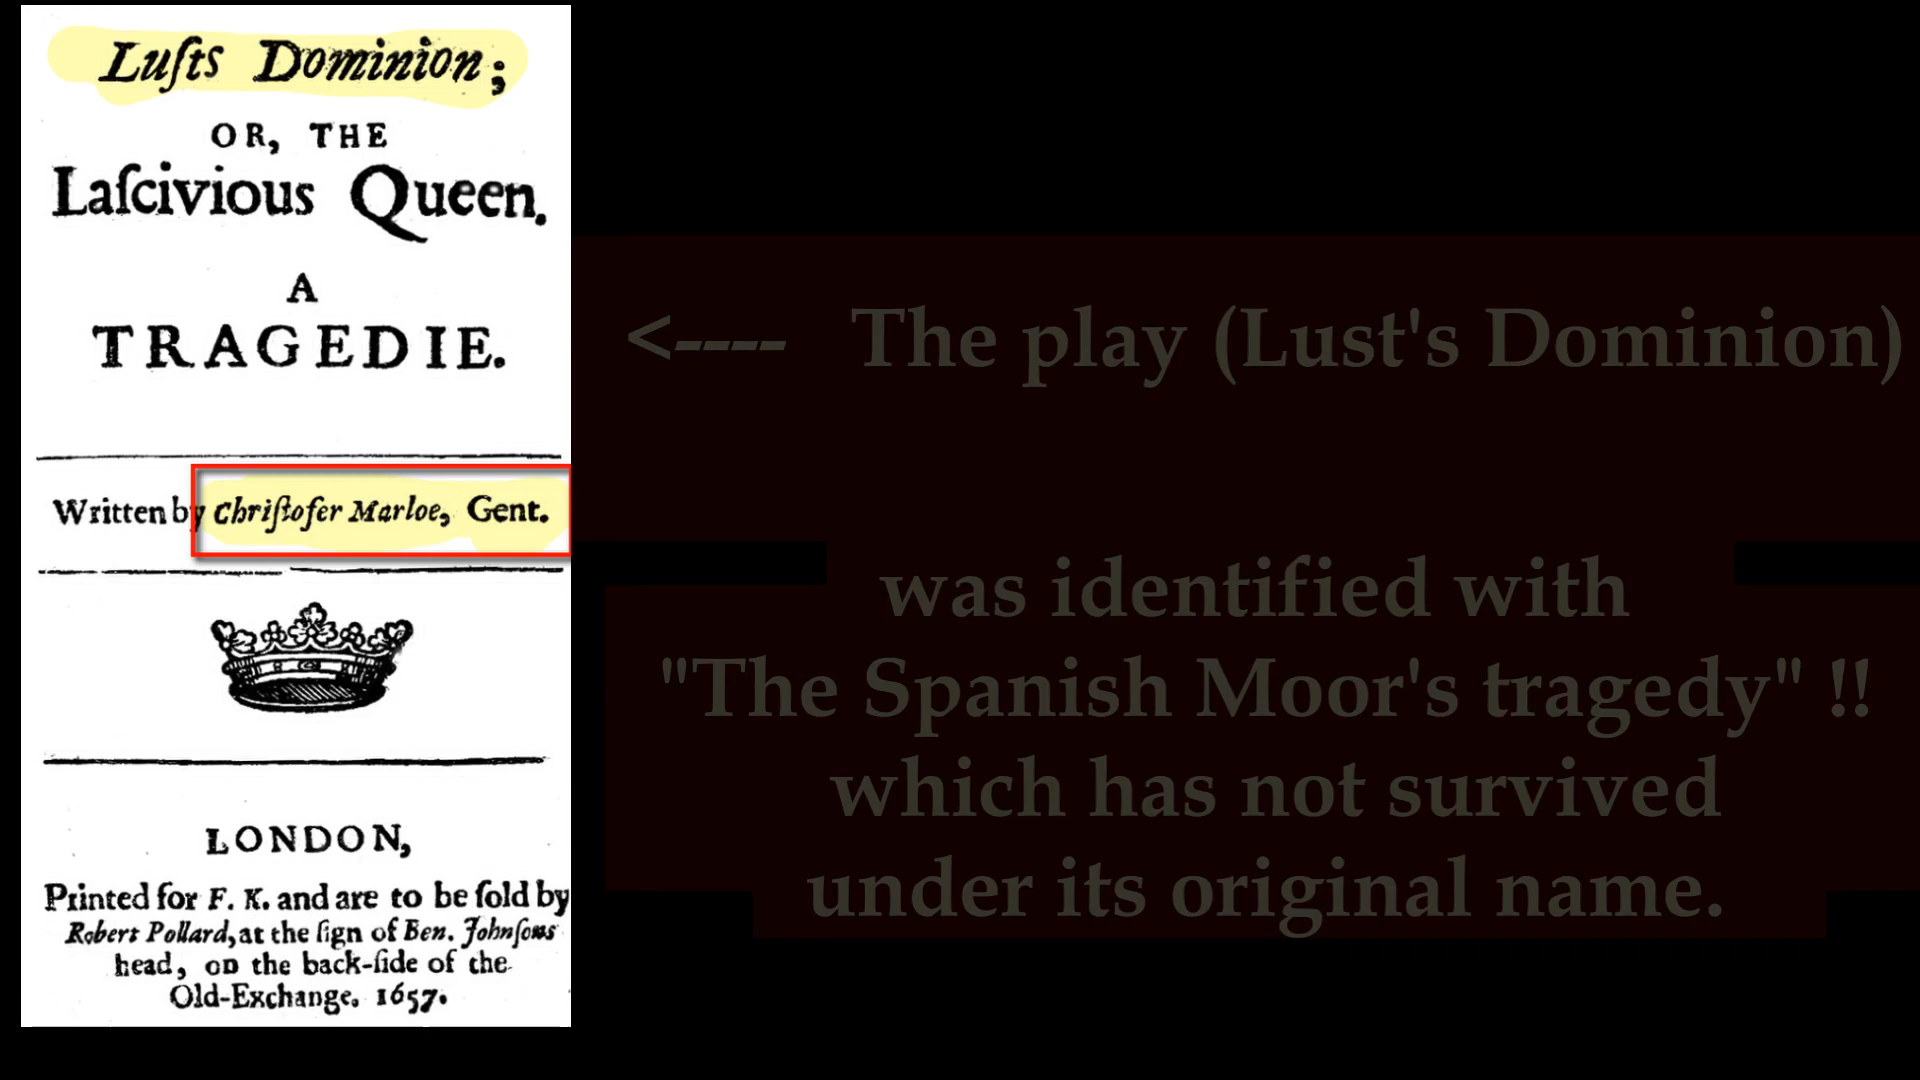 Luſts Dominion;
OR, THE
Laſcivious Queen.
A
TRAGEDIE.
Written by Chriſtofer Marloe, Gent.
LONDON,
Printed for F. K. and are to be ſold by
Robert Pollard, at the ſign of Ben. Johnſons
head, on the back-ſide of the
Old-Exchange. 1657.
<---- The play (Lust's Dominion)
was identified with
"The Spanish Moor's tragedy" !!
which has not survived
under its original name.